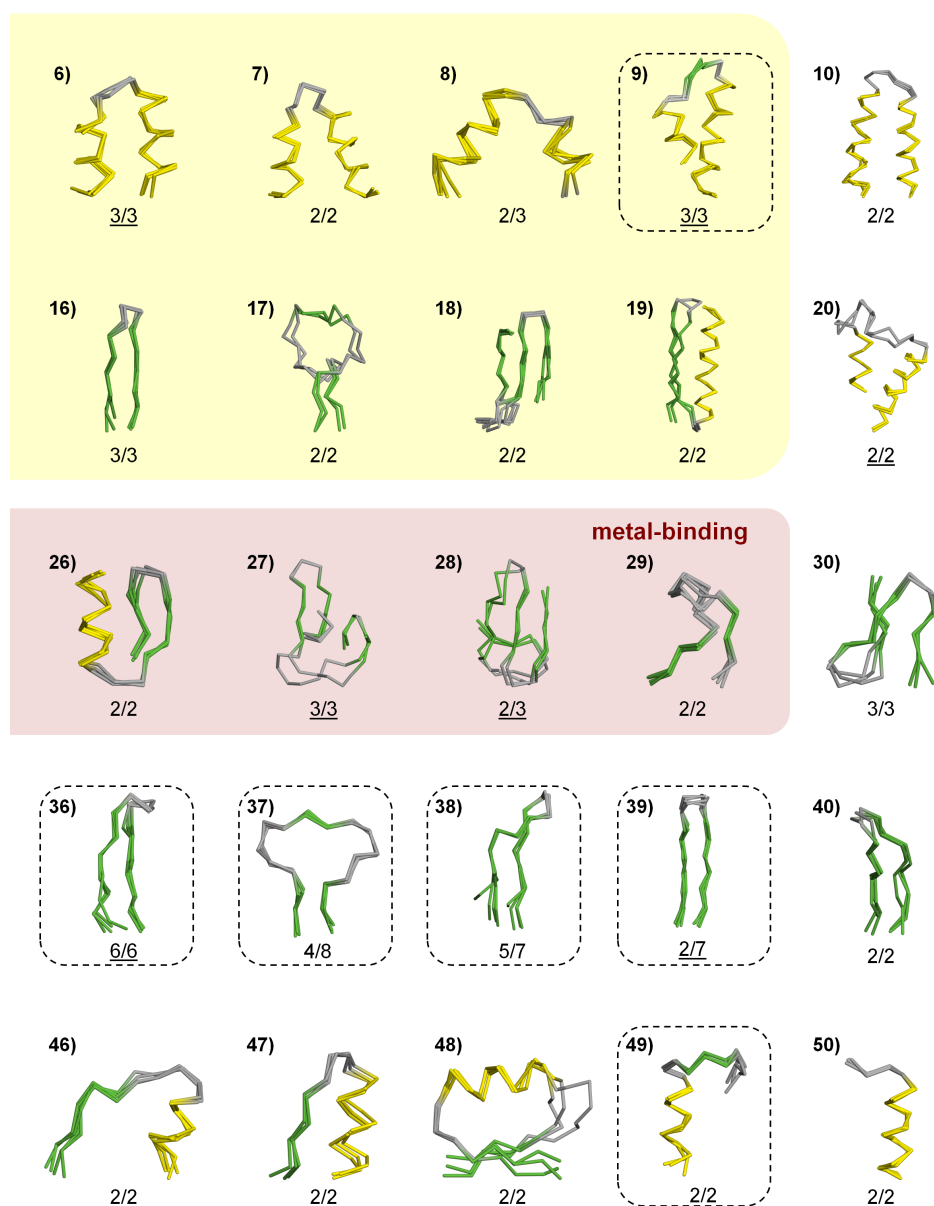 6) 7) 8) 9) 10)
3/3 2/2 2/3 3/3 2/2
16) 17) 18) 19) 20)
3/3 2/2 2/2 2/2 2/2
metal-binding
26) 27) 28) 29) 30)
2/2 3/3 2/3 2/2 3/3
36) 37) 38) 39) 40)
6/6 4/8 5/7 2/7 2/2
46) 47) 48) 49) 50)
2/2 2/2 2/2 2/2 2/2